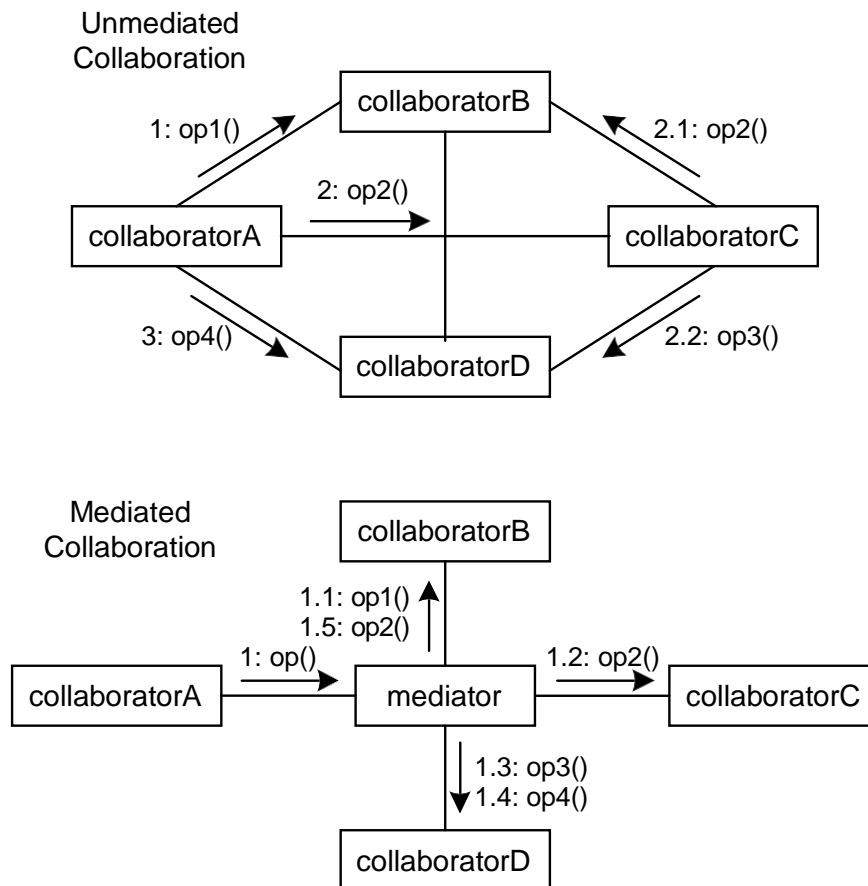 Unmediated
Collaboration
collaboratorB
1: op1()
2.1: op2()
2: op2()
collaboratorA
collaboratorC
3: op4()
2.2: op3()
collaboratorD
Mediated
Collaboration
collaboratorB
1.1: op1()
1.5: op2()
1: op()
1.2: op2()
collaboratorA
mediator
collaboratorC
1.3: op3()
1.4: op4()
collaboratorD